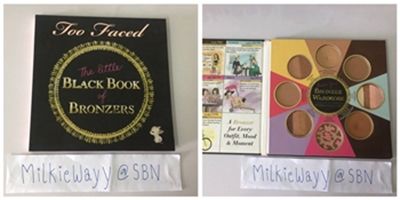 Too Faced
The little
BLACK BOOK
of
BRONZERS
MilkieWayy @ SBN
BRONZER
WARDROBE
A Bronzer
for Every
Outfit, Mood
& Moment
MilkieWayy @ SBN